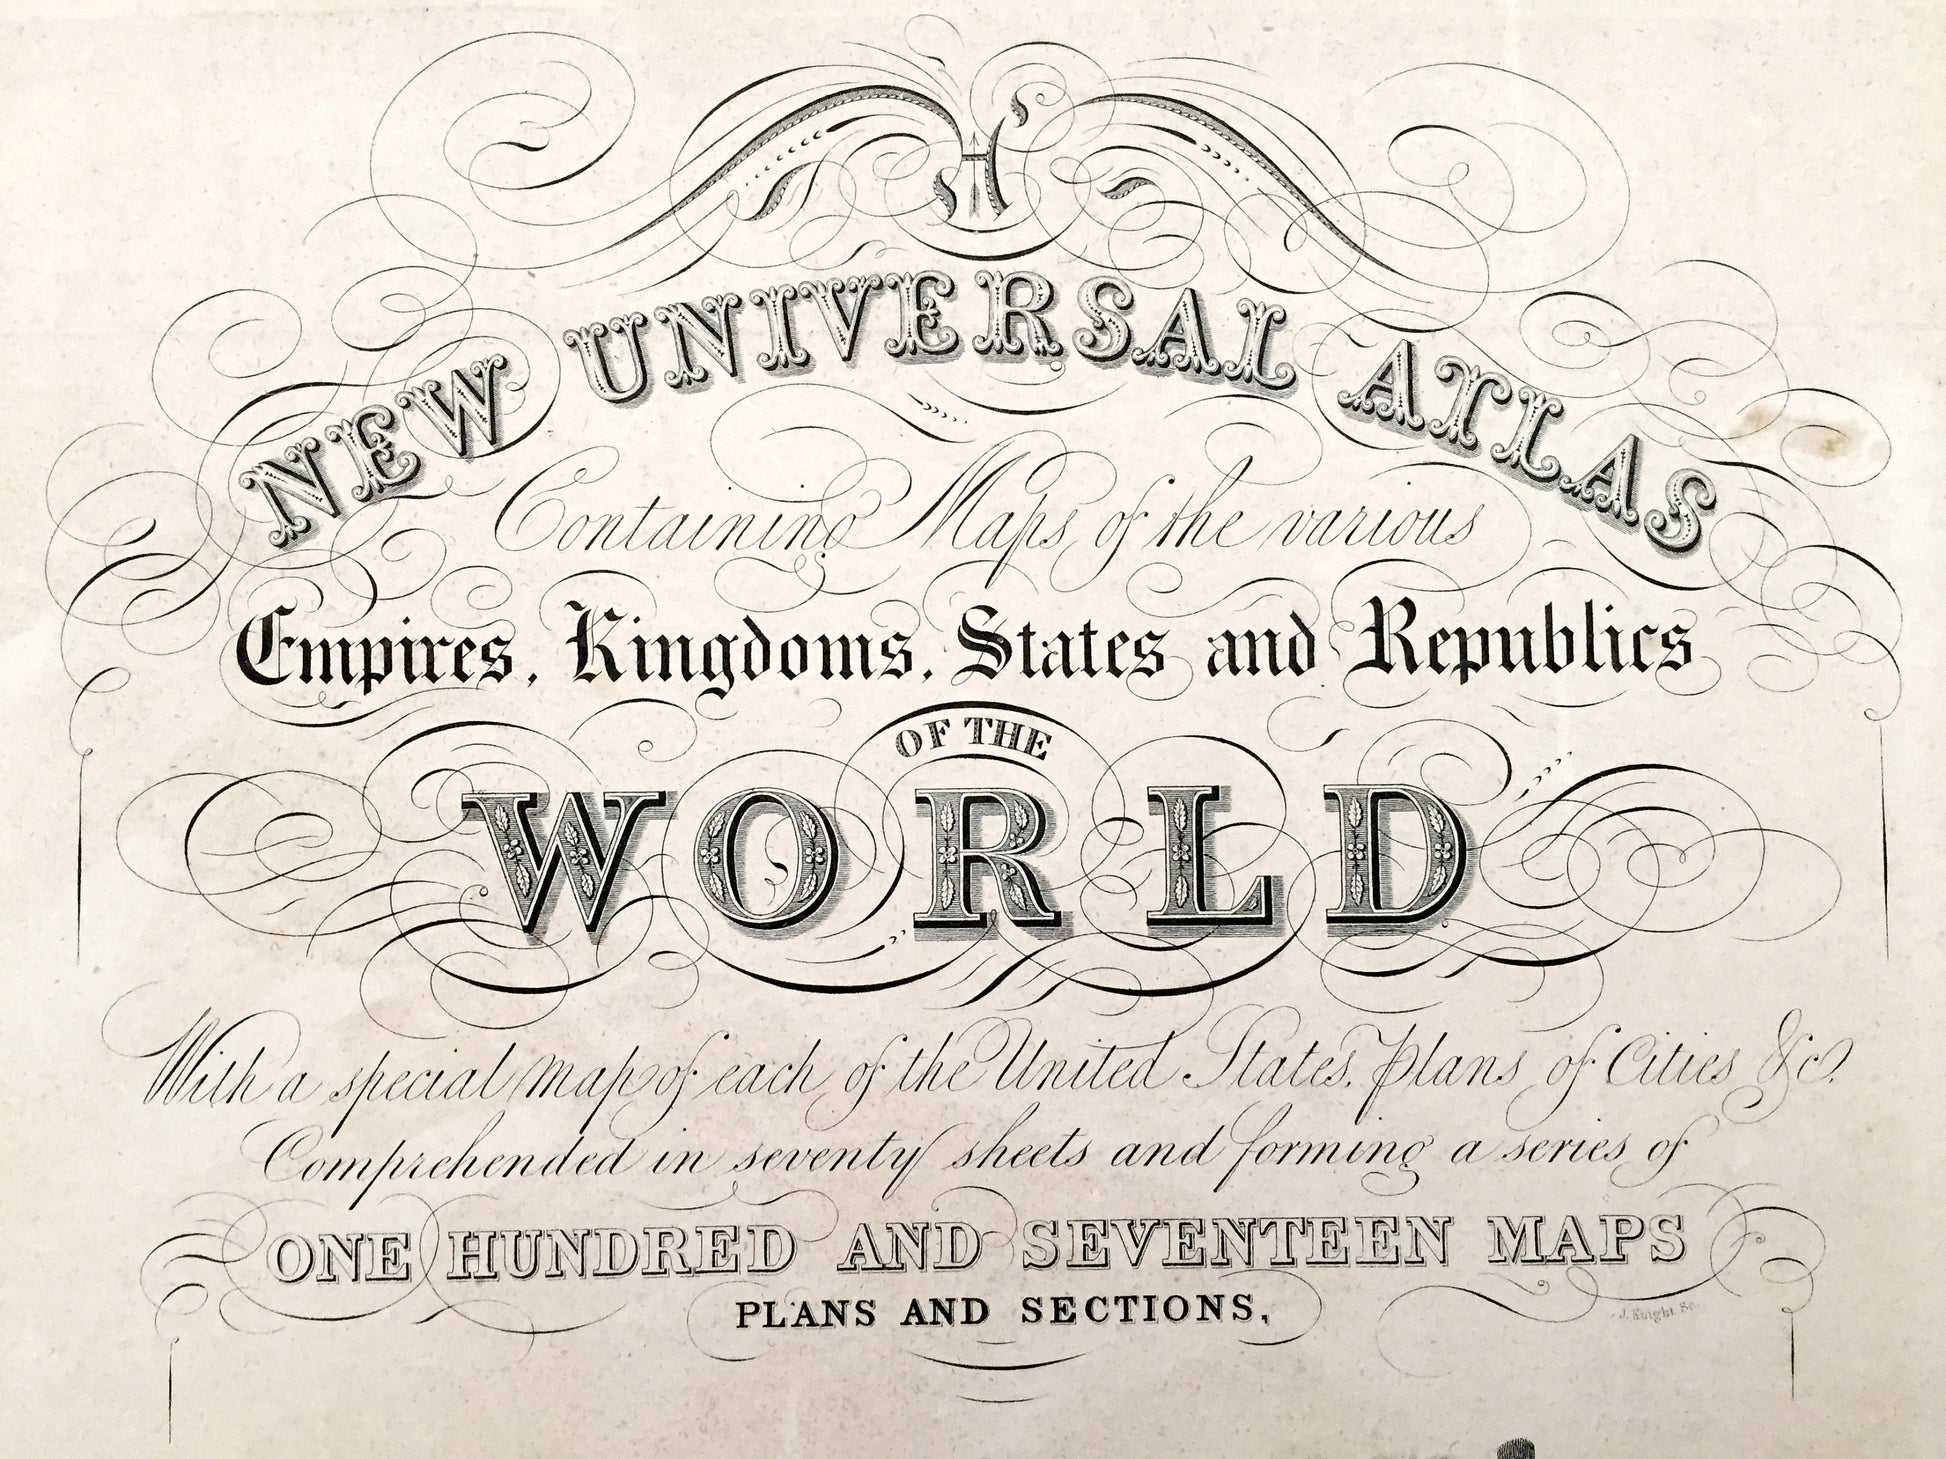 A
NEW UNIVERSAL ATLAS
Containing Maps of the various
Empires, Kingdoms, States and Republics
OF THE
WORLD
With a special map of each of the United States, Plans of Cities &c.
Comprehended in seventy sheets and forming a series of
ONE HUNDRED AND SEVENTEEN MAPS
PLANS AND SECTIONS,
J. Knight Sc.